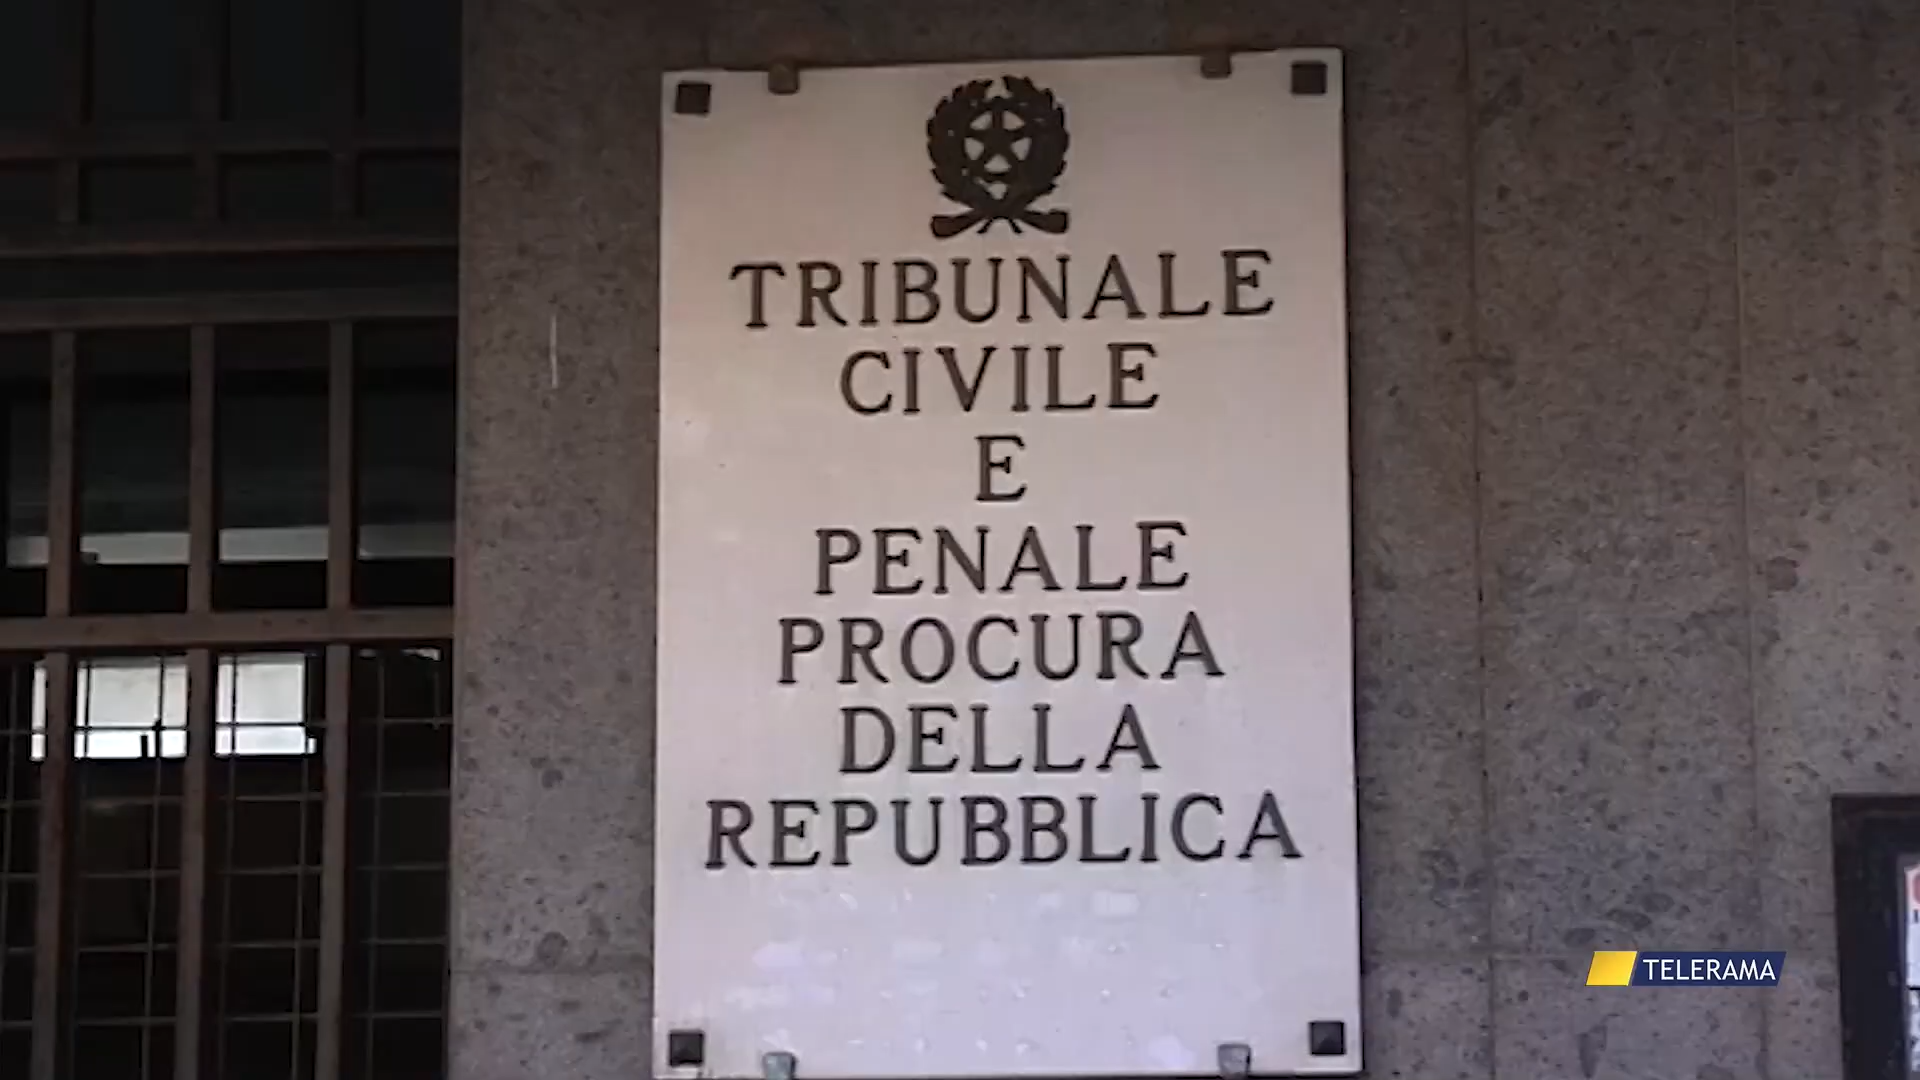 TRIBUNALE
CIVILE
E
PENALE
PROCURA
DELLA
REPUBBLICA
TELERAMA